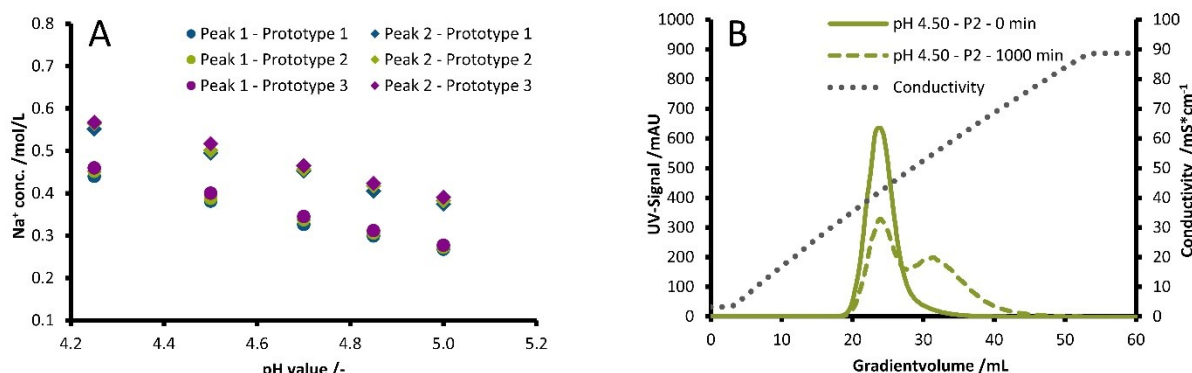 A
Peak 1 - Prototype 1
Peak 2 - Prototype 1
Peak 1 - Prototype 2
Peak 2 - Prototype 2
Peak 1 - Prototype 3
Peak 2 - Prototype 3
Na⁺ conc. /mol/L
0.8
0.7
0.6
0.5
0.4
0.3
0.2
0.1
4.2
4.4
4.6
4.8
5.0
5.2
pH value /-
B
pH 4.50 - P2 - 0 min
pH 4.50 - P2 - 1000 min
Conductivity
UV-Signal /mAU
1000
900
800
700
600
500
400
300
200
100
0
0
10
20
30
40
50
60
Gradientvolume /mL
100
90
80
70
60
50
40
30
20
10
0
Conductivity /mS*cm⁻¹